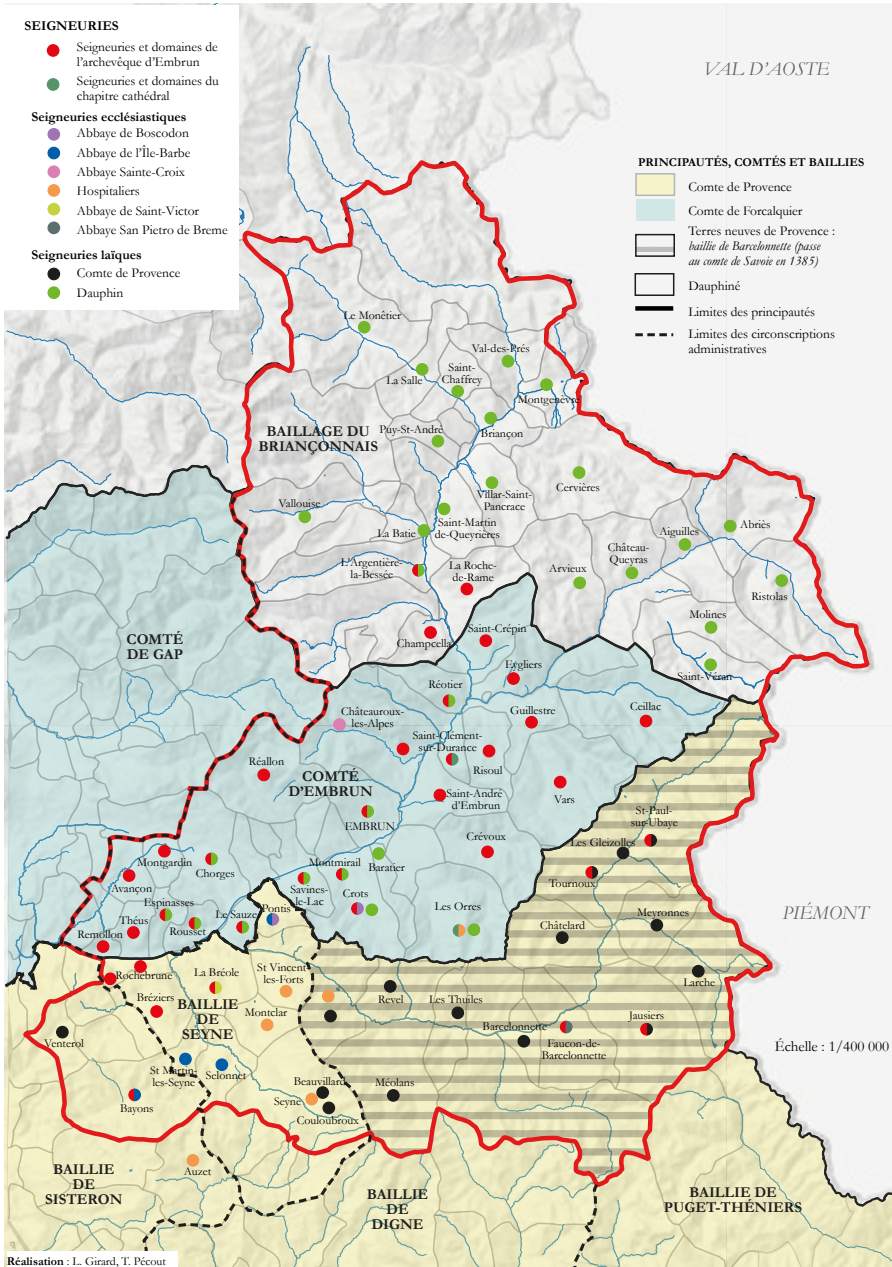 SEIGNEURIES
Seigneuries et domaines de
l'archevêque d'Embrun
Seigneuries et domaines du
chapitre cathédral
Seigneuries ecclésiastiques
Abbaye de Boscodon
Abbaye de l'Île-Barbe
Abbaye Sainte-Croix
Hospitaliers
Abbaye de Saint-Victor
Abbaye San Pietro de Breme
Seigneuries laïques
Comte de Provence
Dauphin
VAL D'AOSTE
PRINCIPAUTÉS, COMTÉS ET BAILLIES
Comte de Provence
Comte de Forcalquier
Terres neuves de Provence :
baillie de Barcelonnette (passe
au comte de Savoie en 1385)
Dauphiné
Limites des principautés
Limites des circonscriptions
administratives
Le Monêtier
Val-des-Prés
La Salle
Saint-
Chaffrey
Montgenèvre
BAILLAGE DU
BRIANÇONNAIS
Puy-St-André
Briançon
Vallouise
Villar-Saint-
Pancrace
Cervières
La Batie
Saint-Martin
de-Queyrières
Aiguilles
Abriès
L'Argentière-
la-Bessée
La Roche-
de-Rame
Arvieux
Château-
Queyras
Ristolas
Molines
COMTÉ
DE GAP
Champcella
Saint-Crépin
Saint-Véran
Eygliers
Réotier
Châteauroux-
les-Alpes
Guillestre
Ceillac
Saint-Clément-
sur-Durance
Réallon
COMTÉ
D'EMBRUN
Risoul
Saint-André
d'Embrun
Vars
EMBRUN
St-Paul-
sur-Ubaye
Crévoux
Les Gleizolles
Montgardin
Chorges
Montmirail
Baratier
Tournoux
Avançon
Savines-
le-Lac
Crots
Espinasses
Le Sauze
Pontis
Les Orres
Meyronnes
PIÉMONT
Théus
Rousset
Remollon
Châtelard
Rochebrune
La Bréole
St Vincent-
les-Forts
Larche
Bréziers
BAILLIE
DE
SEYNE
Montclar
Revel
Les Thuiles
Barcelonnette
Jausiers
Venterol
Faucon-de-
Barcelonnette
Échelle : 1/400 000
St Martin-
les-Seyne
Selonnet
Bayons
Beauvillard
Méolans
Seyne
Couloubroux
Auzet
BAILLIE
DE
SISTERON
BAILLIE
DE
DIGNE
BAILLIE DE
PUGET-THÉNIERS
Réalisation : L. Girard, T. Pécout